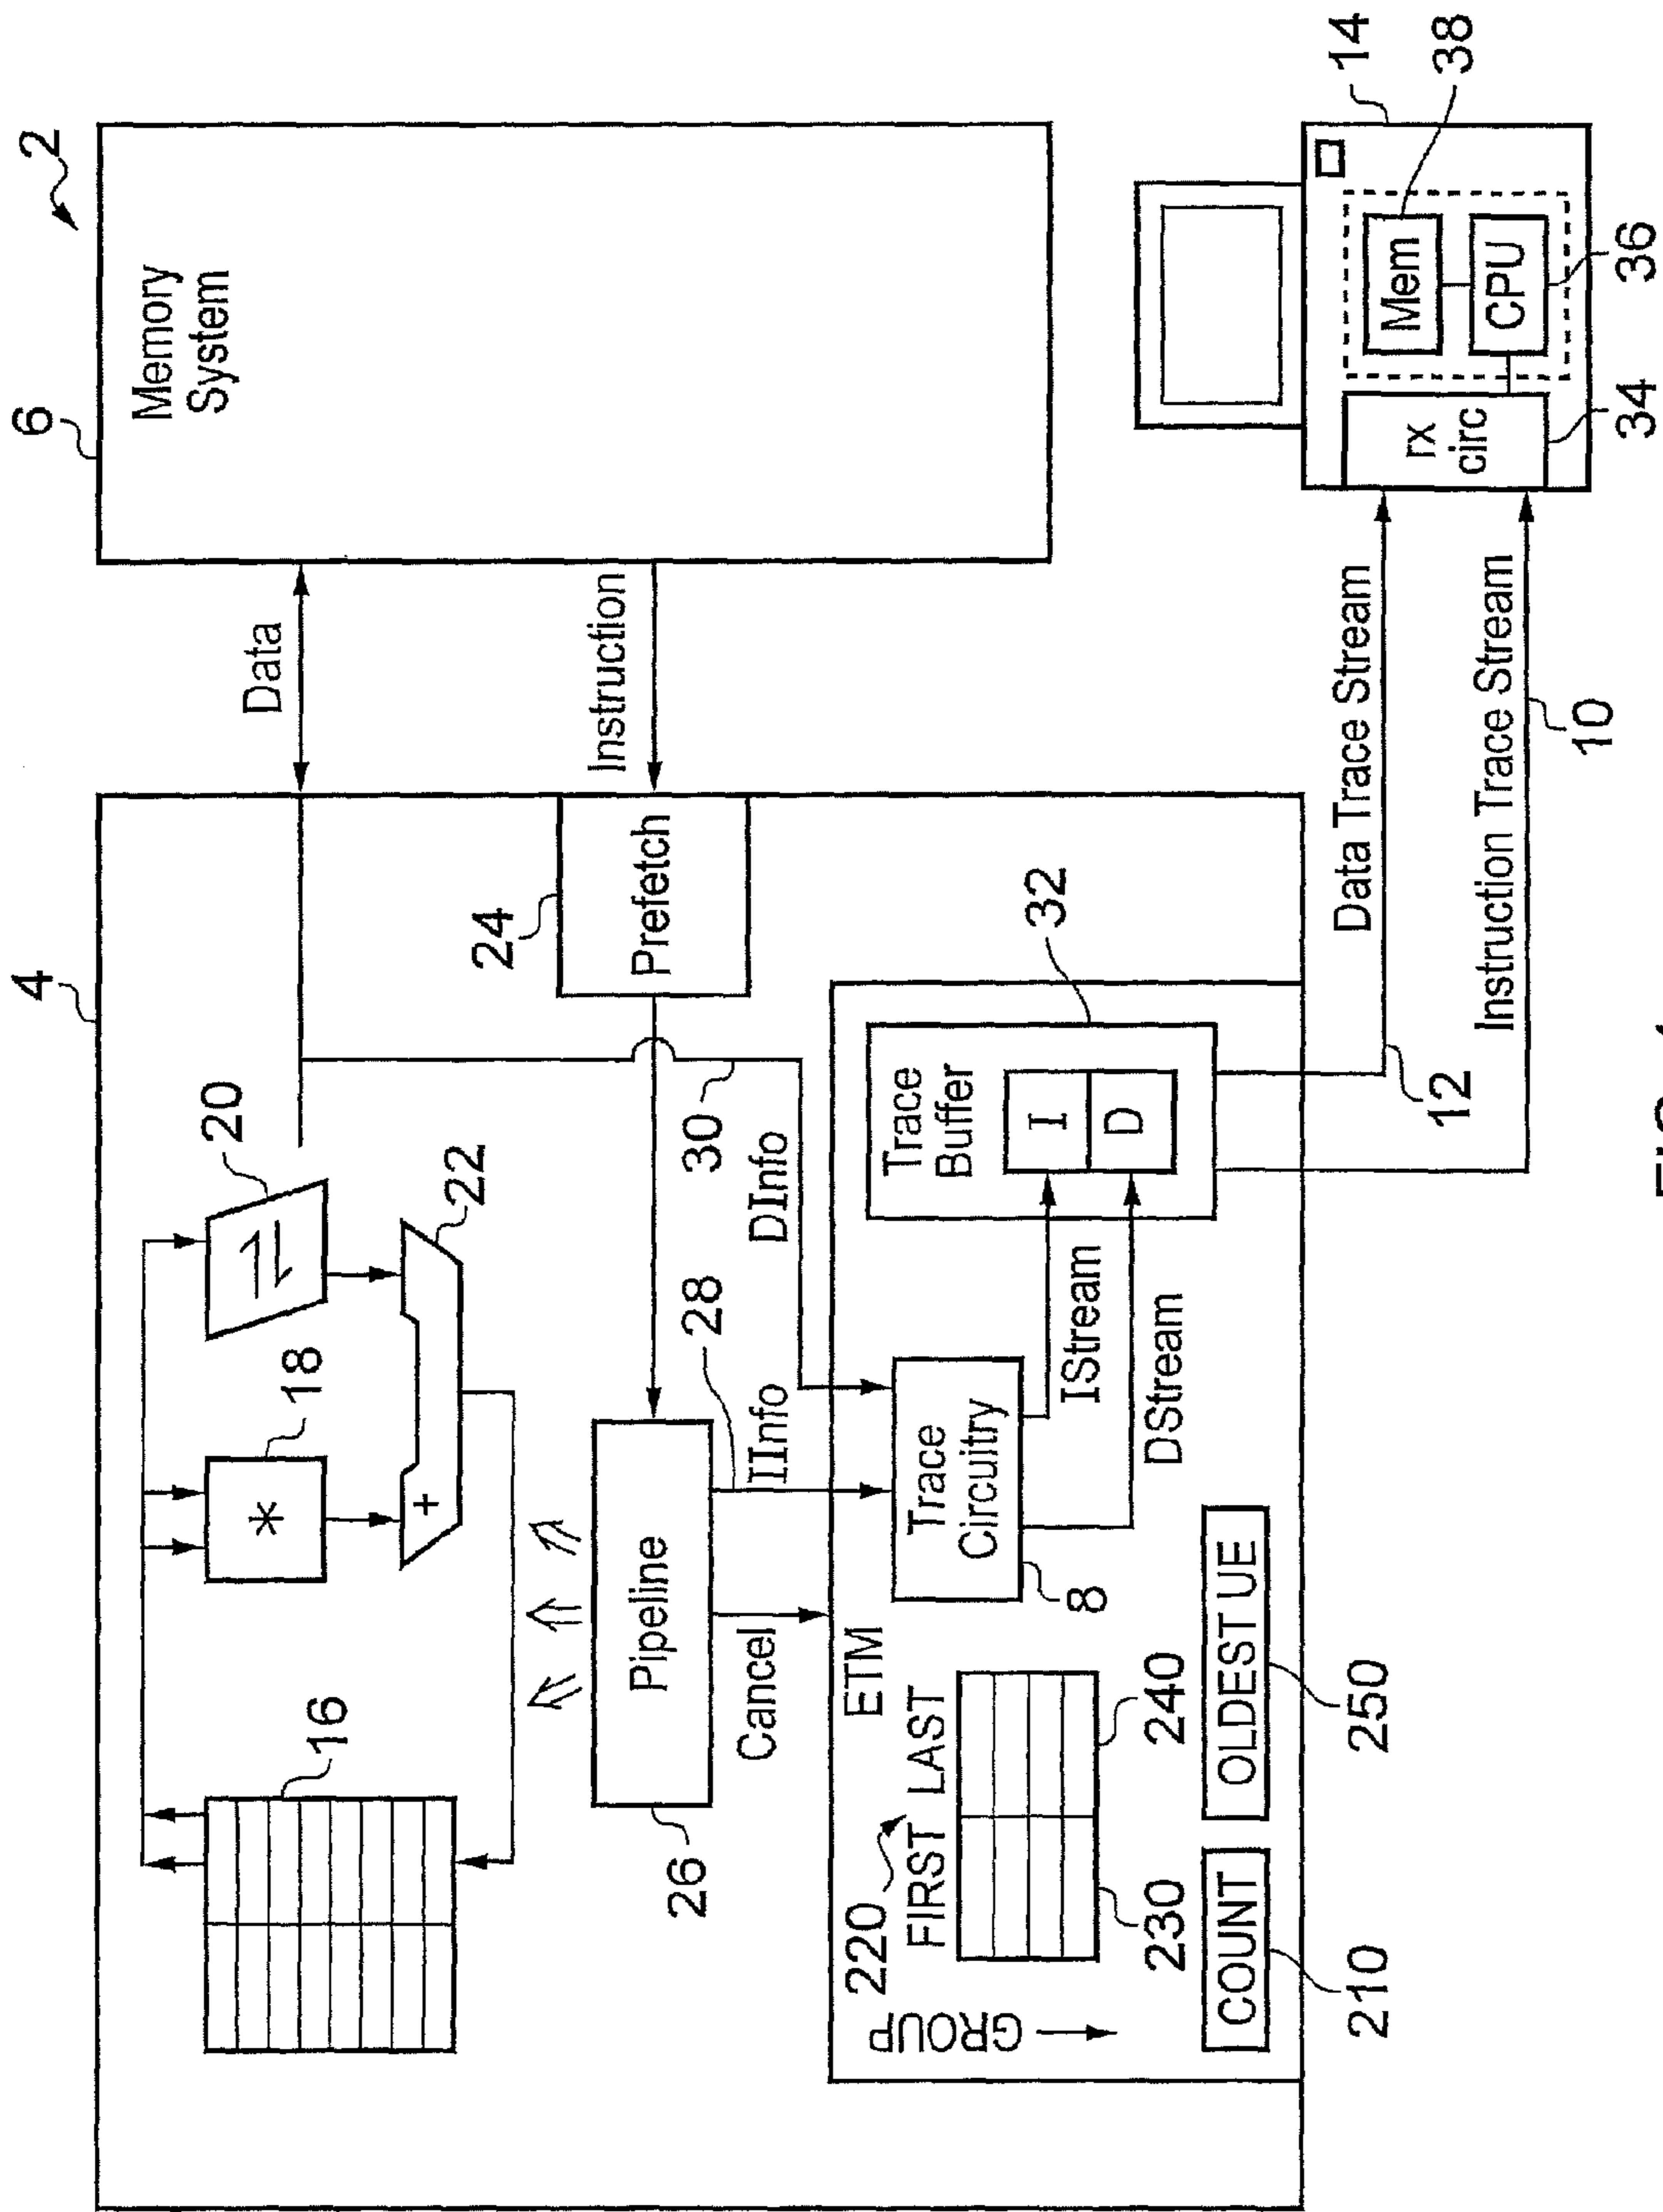 2
6
Memory
System
4
Data
Instruction
20
22
18
*
+
16
24
Prefetch
30
DInfo
28
IInfo
Pipeline
26
Cancel
ETM
32
Trace
Buffer
I
D
IStream
DStream
Trace
Circuitry
8
220
FIRST LAST
GROUP
230
240
COUNT
210
OLDEST UE
250
Data Trace Stream
12
Instruction Trace Stream
10
14
38
Mem
CPU
36
rx
circ
34